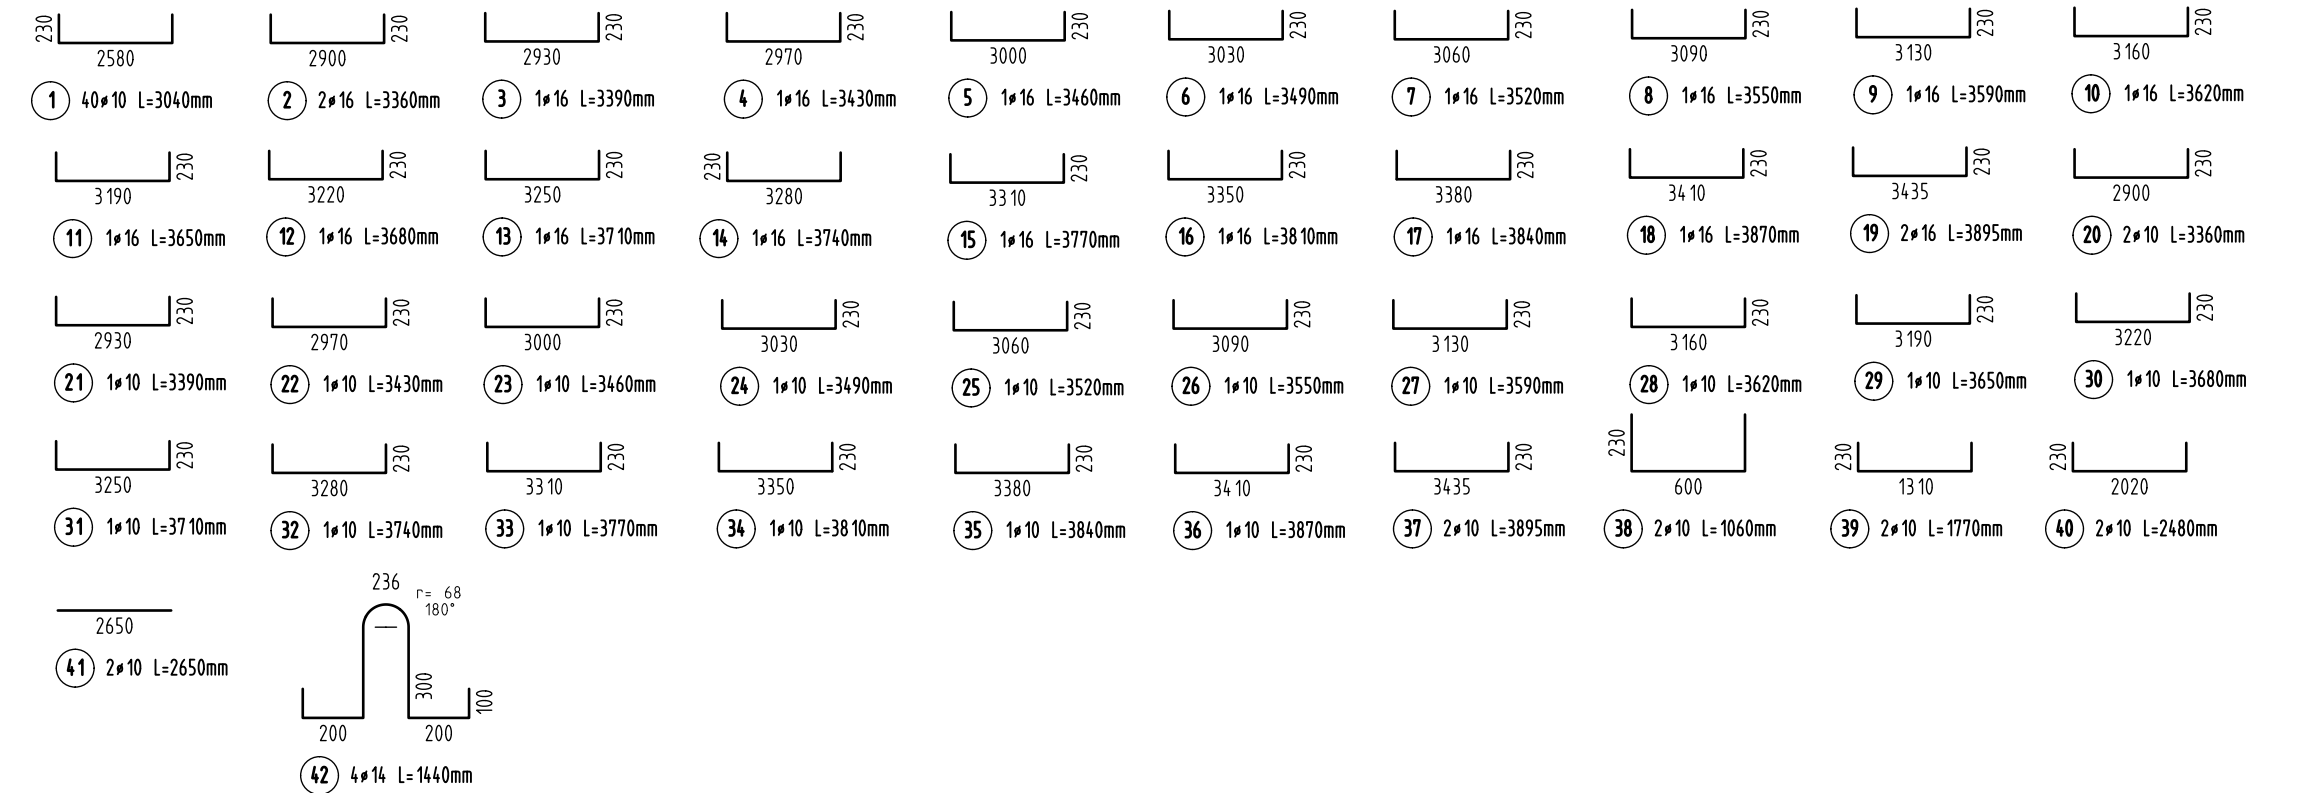 230 2580
① 40ø10 L=3040mm
230 2900
② 2ø16 L=3360mm
230 2930
③ 1ø16 L=3390mm
230 2970
④ 1ø16 L=3430mm
230 3000
⑤ 1ø16 L=3460mm
230 3030
⑥ 1ø16 L=3490mm
230 3060
⑦ 1ø16 L=3520mm
230 3090
⑧ 1ø16 L=3550mm
230 3130
⑨ 1ø16 L=3590mm
230 3160
⑩ 1ø16 L=3620mm
230 3190
⑪ 1ø16 L=3650mm
230 3220
⑫ 1ø16 L=3680mm
230 3250
⑬ 1ø16 L=3710mm
230 3280
⑭ 1ø16 L=3740mm
230 3310
⑮ 1ø16 L=3770mm
230 3350
⑯ 1ø16 L=3810mm
230 3380
⑰ 1ø16 L=3840mm
230 3410
⑱ 1ø16 L=3870mm
230 3435
⑲ 2ø16 L=3895mm
230 2900
⑳ 2ø10 L=3360mm
230 2930
㉑ 1ø10 L=3390mm
230 2970
㉒ 1ø10 L=3430mm
230 3000
㉓ 1ø10 L=3460mm
230 3030
㉔ 1ø10 L=3490mm
230 3060
㉕ 1ø10 L=3520mm
230 3090
㉖ 1ø10 L=3550mm
230 3130
㉗ 1ø10 L=3590mm
230 3160
㉘ 1ø10 L=3620mm
230 3190
㉙ 1ø10 L=3650mm
230 3220
㉚ 1ø10 L=3680mm
230 3250
㉛ 1ø10 L=3710mm
230 3280
㉜ 1ø10 L=3740mm
230 3310
㉝ 1ø10 L=3770mm
230 3350
㉞ 1ø10 L=3810mm
230 3380
㉟ 1ø10 L=3840mm
230 3410
㊱ 1ø10 L=3870mm
230 3435
㊲ 2ø10 L=3895mm
230 600
㊳ 2ø10 L=1060mm
230 1310
㊴ 2ø10 L=1770mm
230 2020
㊵ 2ø10 L=2480mm
2650
㊶ 2ø10 L=2650mm
236
r= 68
180°
300
100
200 200
㊷ 4ø14 L=1440mm